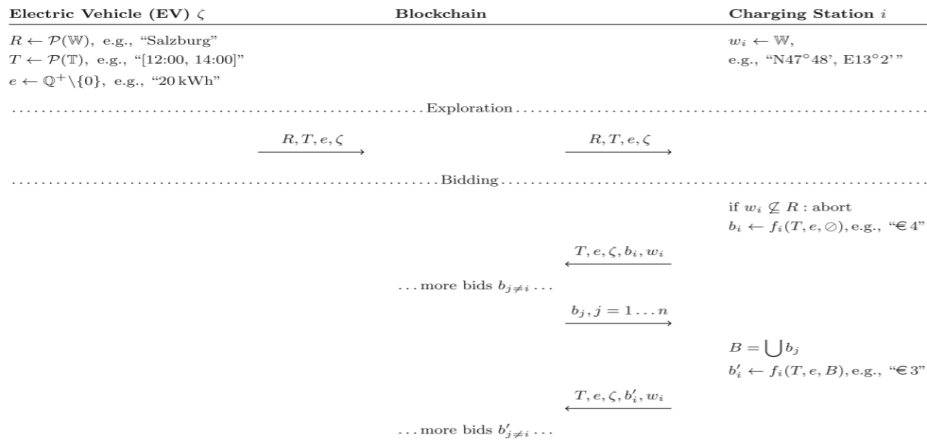 Electric Vehicle (EV) ζ Blockchain Charging Station i
R ← 𝒫(𝕎), e.g., “Salzburg” w_i ← 𝕎,
T ← 𝒫(𝕋), e.g., “[12:00, 14:00]” e.g., “N47°48’, E13°2’ ”
e ← ℚ⁺\{0}, e.g., “20 kWh”
Exploration
R, T, e, ζ R, T, e, ζ
Bidding
if w_i ⊈ R : abort
b_i ← f_i(T, e, ⊘), e.g., “€ 4”
T, e, ζ, b_i, w_i
... more bids b_{j≠i} ...
b_j, j = 1 ... n
B = ⋃ b_j
b′_i ← f_i(T, e, B), e.g., “€ 3”
T, e, ζ, b′_i, w_i
... more bids b′_{j≠i} ...